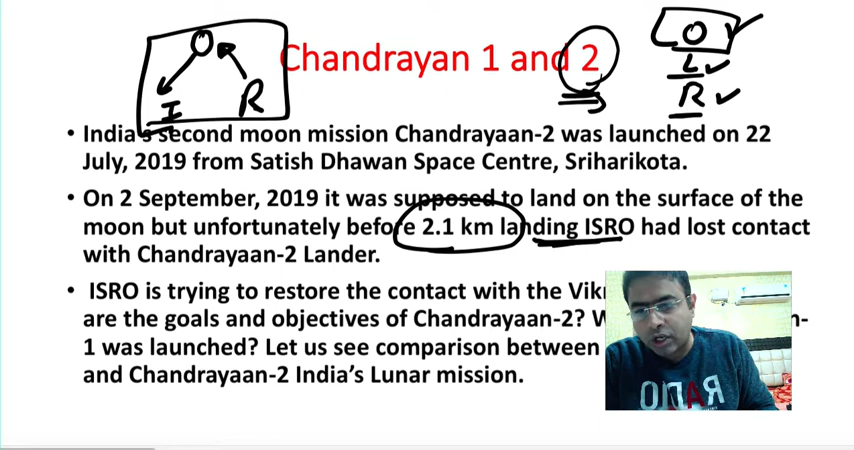 Chandrayan 1 and 2
O
L
R
O
I
R
• India's second moon mission Chandrayaan-2 was launched on 22
July, 2019 from Satish Dhawan Space Centre, Sriharikota.
• On 2 September, 2019 it was supposed to land on the surface of the
moon but unfortunately before 2.1 km landing ISRO had lost contact
with Chandrayaan-2 Lander.
• ISRO is trying to restore the contact with the
are the goals and objectives of Chandrayaan-2?
1 was launched? Let us see comparison between
and Chandrayaan-2 India's Lunar mission.